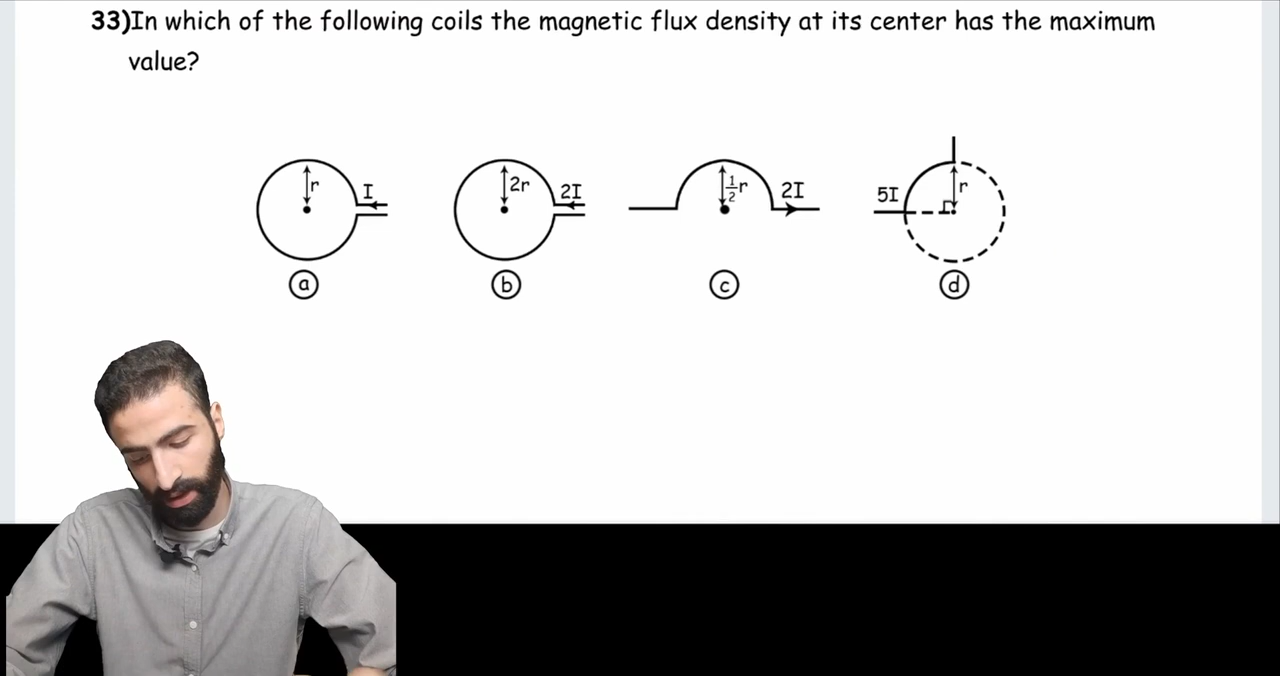 33)In which of the following coils the magnetic flux density at its center has the maximum
value?
r I
2r 2I
½r 2I
5I r
a b c d